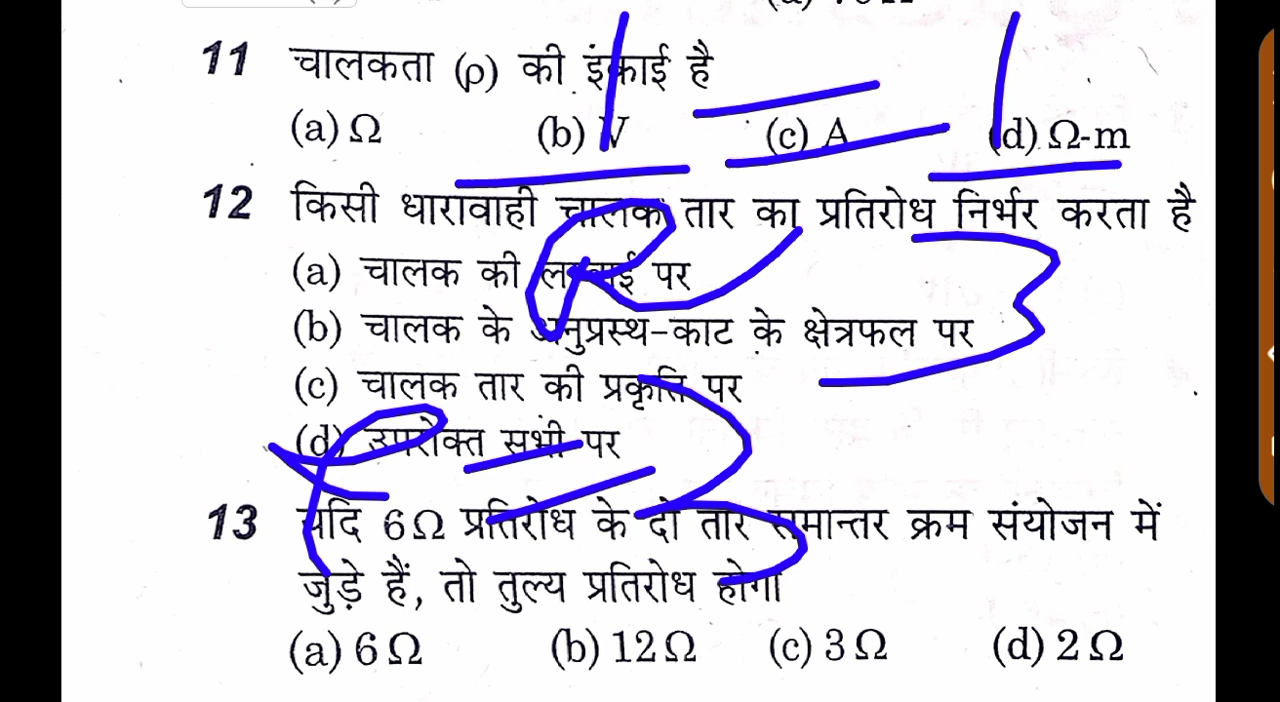 11 चालकता (ρ) की इंकाई है
(a) Ω (b) V (c) A (d) Ω-m
12 किसी धारावाही चालक तार का प्रतिरोध निर्भर करता है
(a) चालक की लम्बाई पर
(b) चालक के अनुप्रस्थ-काट के क्षेत्रफल पर
(c) चालक तार की प्रकृति पर
(d) उपरोक्त सभी पर
13 यदि 6Ω प्रतिरोध के दो तार समान्तर क्रम संयोजन में
जुड़े हैं, तो तुल्य प्रतिरोध होगा
(a) 6Ω (b) 12Ω (c) 3Ω (d) 2Ω